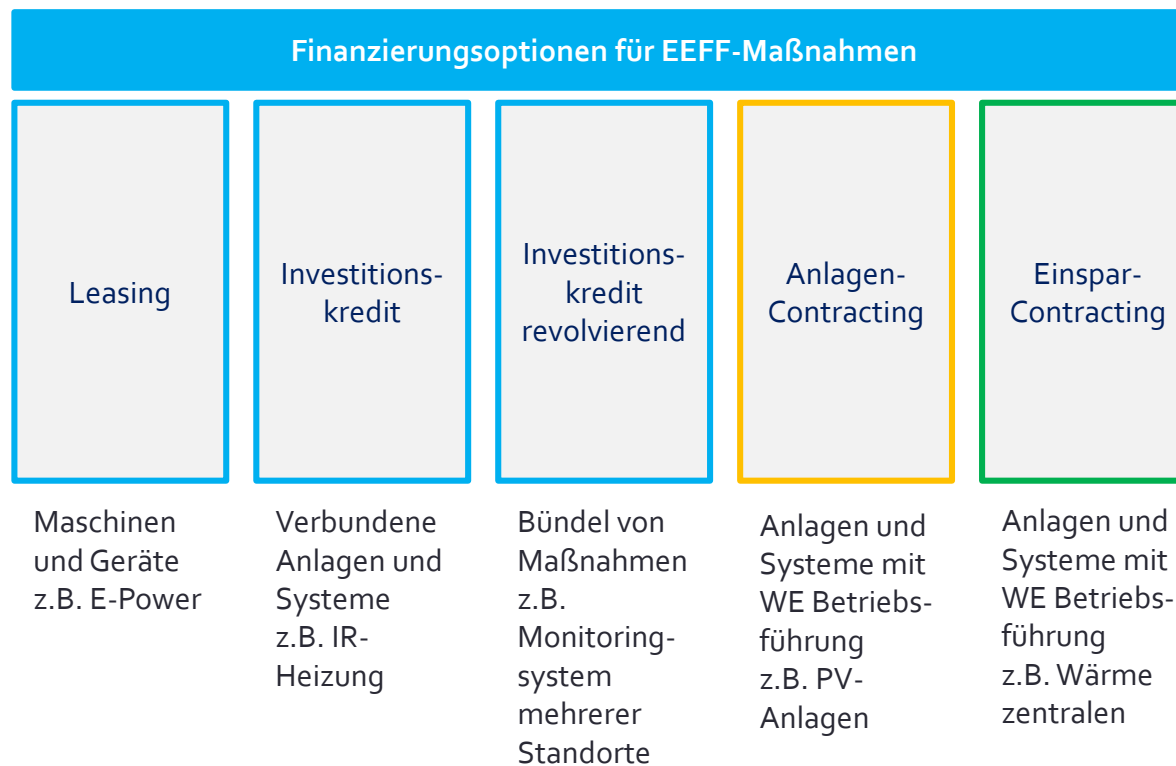 Finanzierungsoptionen für EEFF-Maßnahmen
Leasing
Investitions-
kredit
Investitions-
kredit
revolvierend
Anlagen-
Contracting
Einspar-
Contracting
Maschinen
und Geräte
z.B. E-Power
Verbundene
Anlagen und
Systeme
z.B. IR-
Heizung
Bündel von
Maßnahmen
z.B.
Monitoring-
system
mehrerer
Standorte
Anlagen und
Systeme mit
WE Betriebs-
führung
z.B. PV-
Anlagen
Anlagen und
Systeme mit
WE Betriebs-
führung
z.B. Wärme
zentralen